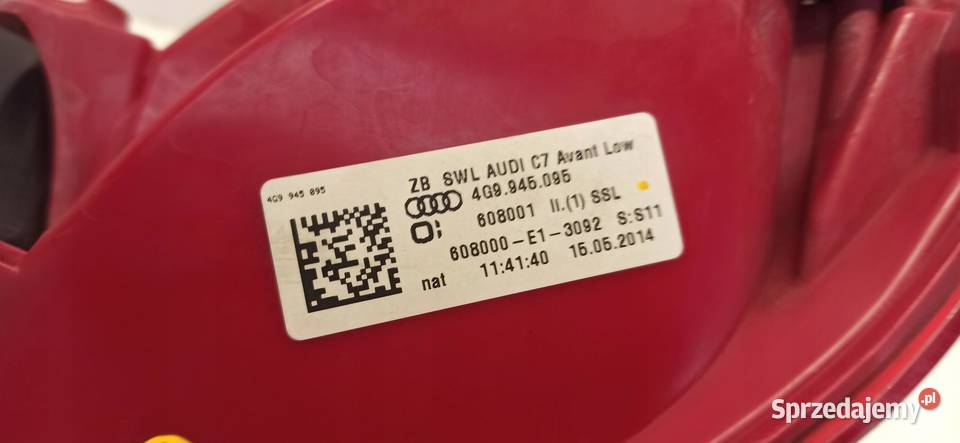 4G9 945 095
ZB SWL AUDI C7 Avant Low
4G9.945.095
608001 II.(1) SSL
608000-E1-3092 S:S11
nat 11:41:40 15.05.2014
Sprzedajemy.pl